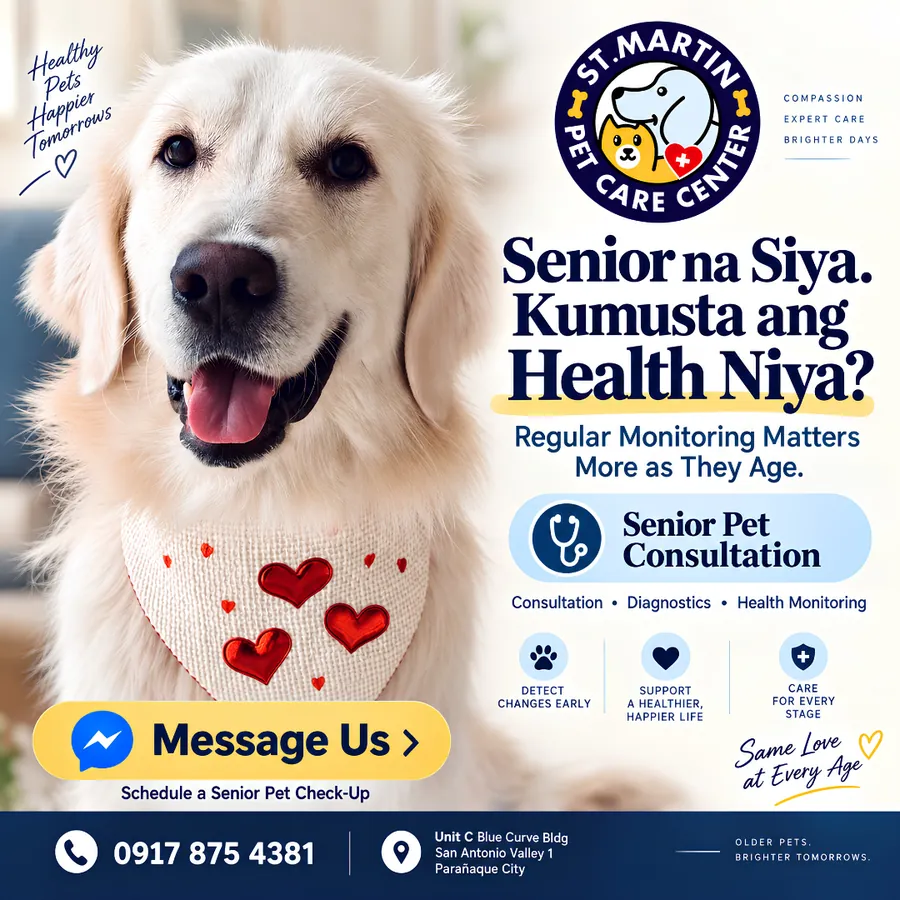 Healthy
Pets
Happier
Tomorrows
ST. MARTIN
PET CARE CENTER
COMPASSION
EXPERT CARE
BRIGHTER DAYS
Senior na Siya.
Kumusta ang
Health Niya?
Regular Monitoring Matters
More as They Age.
Senior Pet
Consultation
Consultation • Diagnostics • Health Monitoring
DETECT
CHANGES EARLY
SUPPORT
A HEALTHIER,
HAPPIER LIFE
CARE
FOR EVERY
STAGE
Same Love
at Every Age
Message Us >
Schedule a Senior Pet Check-Up
0917 875 4381
Unit C Blue Curve Bldg
San Antonio Valley 1
Parañaque City
OLDER PETS.
BRIGHTER TOMORROWS.